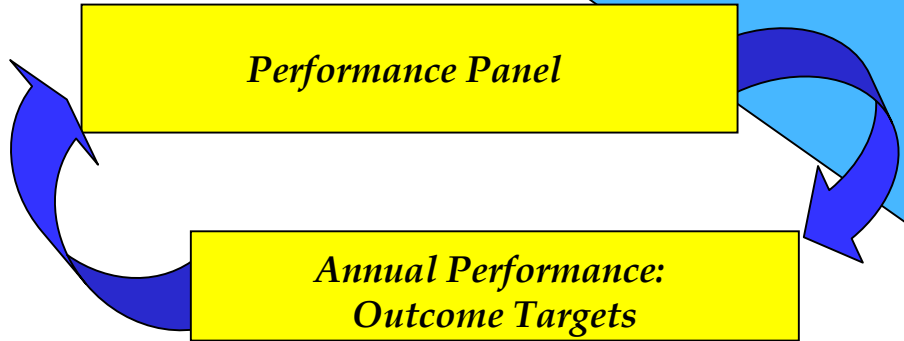 Performance Panel
Annual Performance:
Outcome Targets